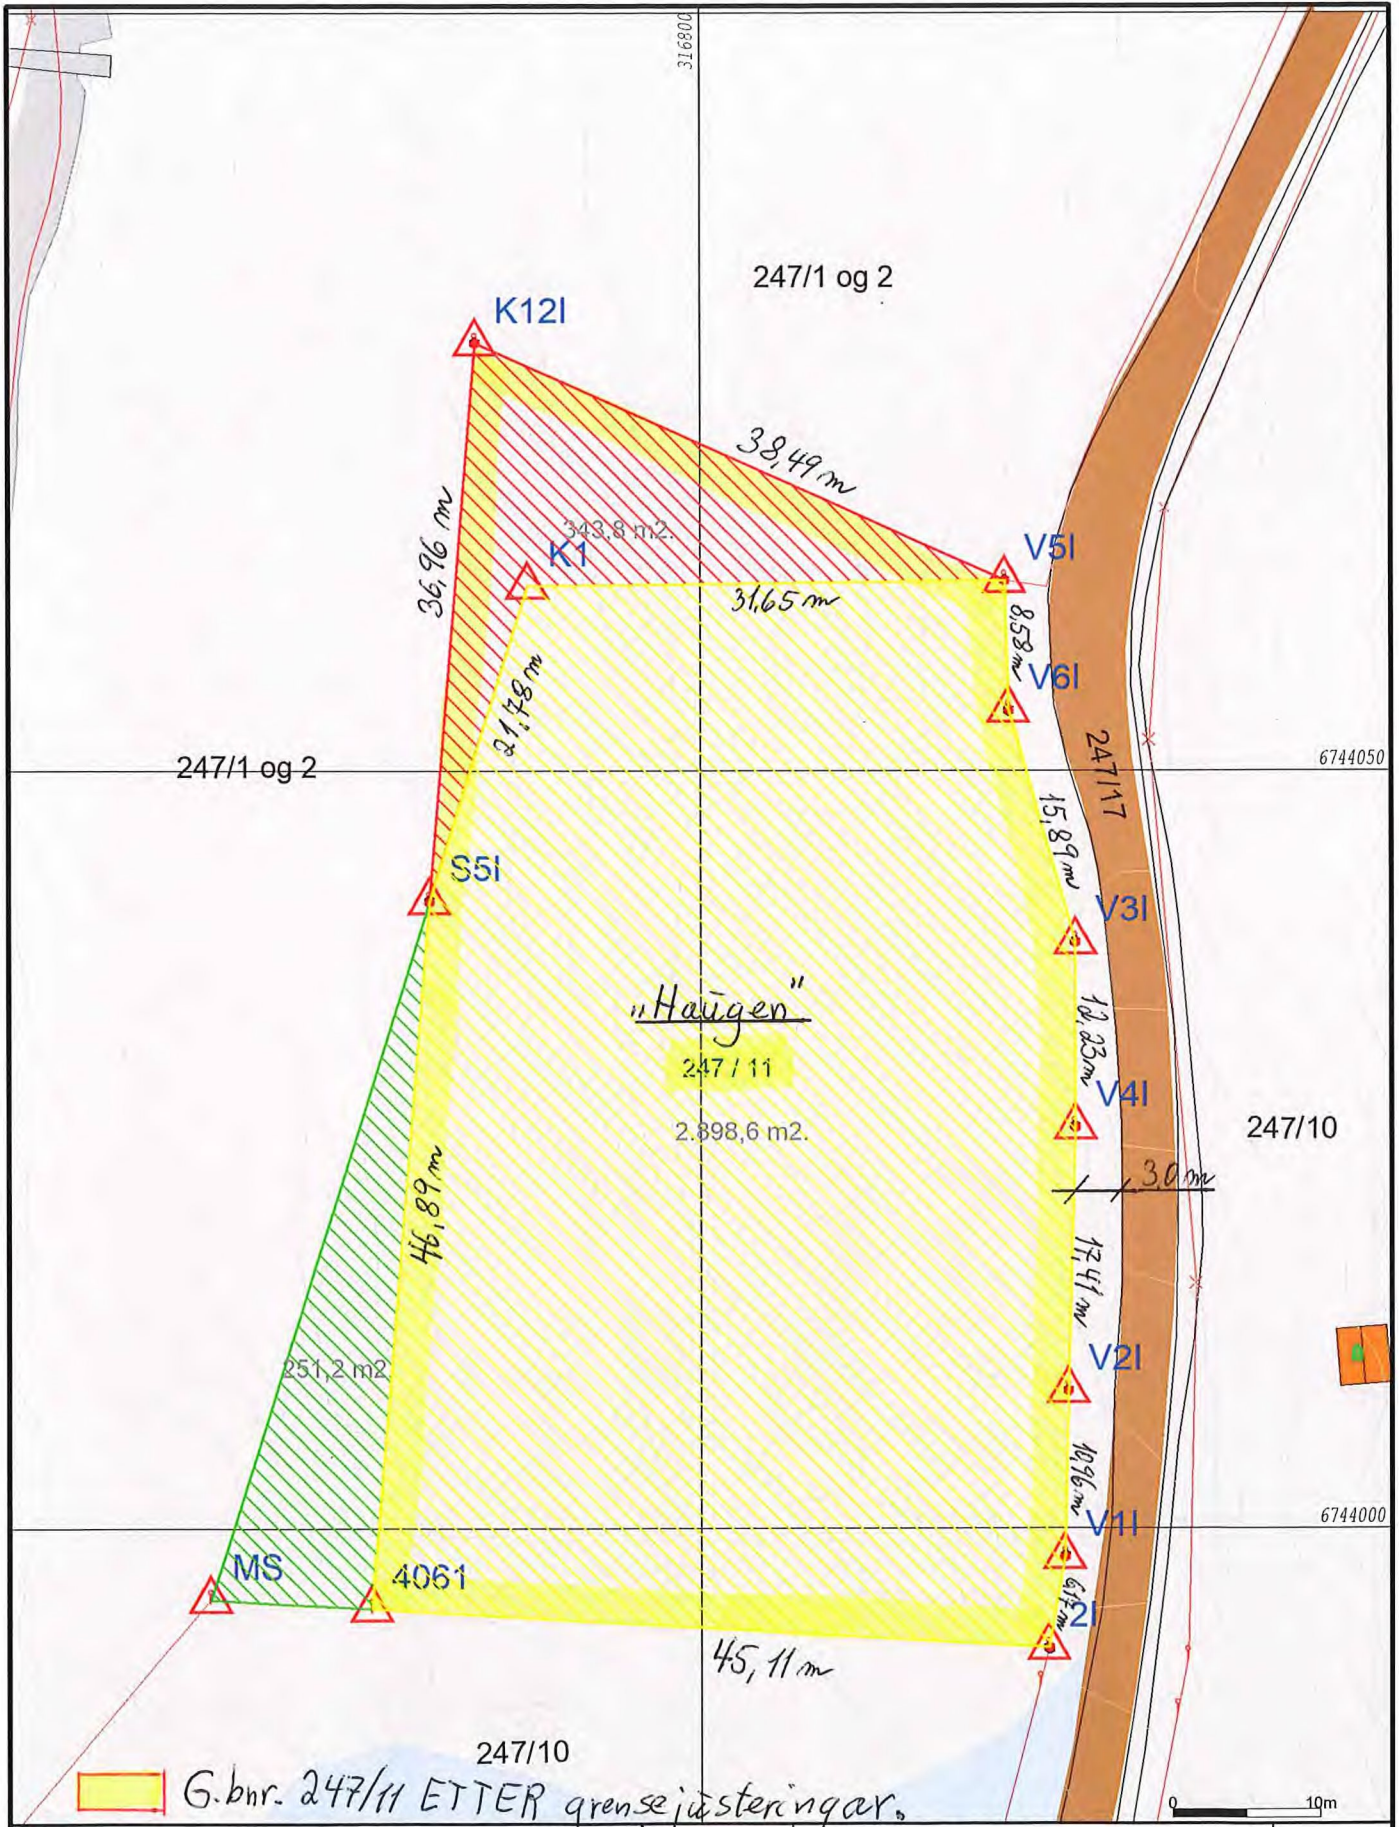 316800
247/1 og 2
K12I
38,49 m
36,96 m
343,8 m2.
K1
V5I
31,65 m
8,58 m
21,78 m
V6I
247/1 og 2
247/17
6744050
15,89 m
S5I
V3I
"Haugen"
12,23 m
247 / 11
2.898,6 m2.
V4I
247/10
3,0 m
46,89 m
17,41 m
251,2 m2
V2I
10,96 m
6744000
V1I
MS
4061
6,17 m
2I
45,11 m
247/10
G.bnr. 247/11 ETTER grensejusteringar.
0 10m